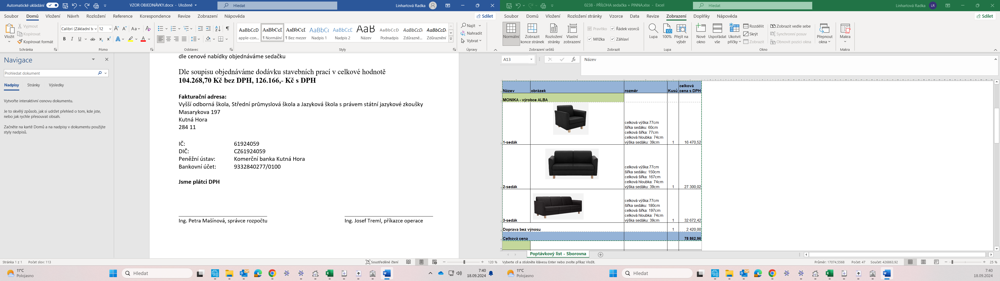 Automatické ukládání
VZOR OBJEDNÁVKY.docx - Uložené
Hledat
Linhartová Radka
Soubor Domů Vložení Návrh Rozložení Reference Korespondence Revize Zobrazení Nápověda
Sdílet
Vložit
Vyjmout
Kopírovat
Kopírovat formát
Schránka
Calibri (Základní te 12
Písmo
Odstavec
AaBbCcD AaBbCcI AaBbCcI AaBbC( AaBbCcD AaB AaBbCcD AaBbCcDi AaBbCcDi
apple-con... ¶ Normální ¶ Bez mezer Nadpis 1 Nadpis 2 Název Podnadpis Zdůrazně... Zdůraznění
Styly
Najít
Nahradit
Vybrat
Úpravy
Navigace
Prohledat dokument
Nadpisy Stránky Výsledky
Vytvořte interaktivní osnovu dokumentu.
Je to skvělý způsob, jak si udržet přehled o tom, kde jste,
nebo jak rychle přesouvat obsah.
Začněte na kartě Domů a na nadpisy v dokumentu použijte
styly nadpisů.
dle cenové nabídky objednáváme sedačku
Dle soupisu objednáváme dodávku stavebních prací v celkové hodnotě
104.268,70 Kč bez DPH, 126.166,- Kč s DPH
Fakturační adresa:
Vyšší odborná škola, Střední průmyslová škola a Jazyková škola s právem státní jazykové zkoušky
Masarykova 197
Kutná Hora
284 11
IČ: 61924059
DIČ: CZ61924059
Peněžní ústav: Komerční banka Kutná Hora
Bankovní účet: 9332840277/0100
Jsme plátci DPH
Ing. Petra Mašínová, správce rozpočtu Ing. Josef Treml, příkazce operace
Stránka 1 z 1 Počet slov: 113
Soustředěné čtení
120 %
11°C
Polojasno
Hledat
7:40
18.09.2024
0238 - PŘÍLOHA sedačka + PINNA.xlsx - Excel
Hledat
Linhartová Radka
LR
Soubor Domů Vložení Rozložení stránky Vzorce Data Revize Zobrazení Doplňky Nápověda
Sdílet
Normální
Zobrazit
konce stránek
Rozložení
stránky
Vlastní
zobrazení
Zobrazení sešitů
Pravítko Řádek vzorců
Mřížka Záhlaví
Zobrazit
Lupa
100%
Přejít na
výběr
Lupa
Nové
okno
Uspořádat
vše
Ukotvit
příčky
Rozdělit
Skrýt
Zobrazit
Zobrazit vedle sebe
Synchronní posuv
Obnovit pozici okna
Přepnout
okna
Okno
Makra
Makra
A13
fx
Název
Název obrázek rozměr Kusů celková
cena s DPH
MONIKA - výrobce ALBA
celková výška:77cm
šířka sedáku: 60cm
celková šířka: 77cm
celková hloubka: 74cm
1-sedák výška sedáku: 39cm 1 16 470,52
celková výška:77cm
šířka sedáku: 150cm
celková šířka: 167cm
celková hloubka: 74cm
2-sedák výška sedáku: 39cm 1 27 300,02
celková výška:77cm
šířka sedáku: 180cm
celková šířka: 197cm
celková hloubka: 74cm
3-sedák výška sedáku: 39cm 1 32 672,42
Doprava bez výnosu 1 2 420,00
Celková cena 78 862,96
Poptávkový list - Sborovna
Vyberte cíl a stiskněte klávesu Enter nebo zvolte příkaz Vložit.
Průměr: 17074,5568 Počet: 47 Součet: 426863,92
25 %
11°C
Polojasno
Hledat
7:40
18.09.2024